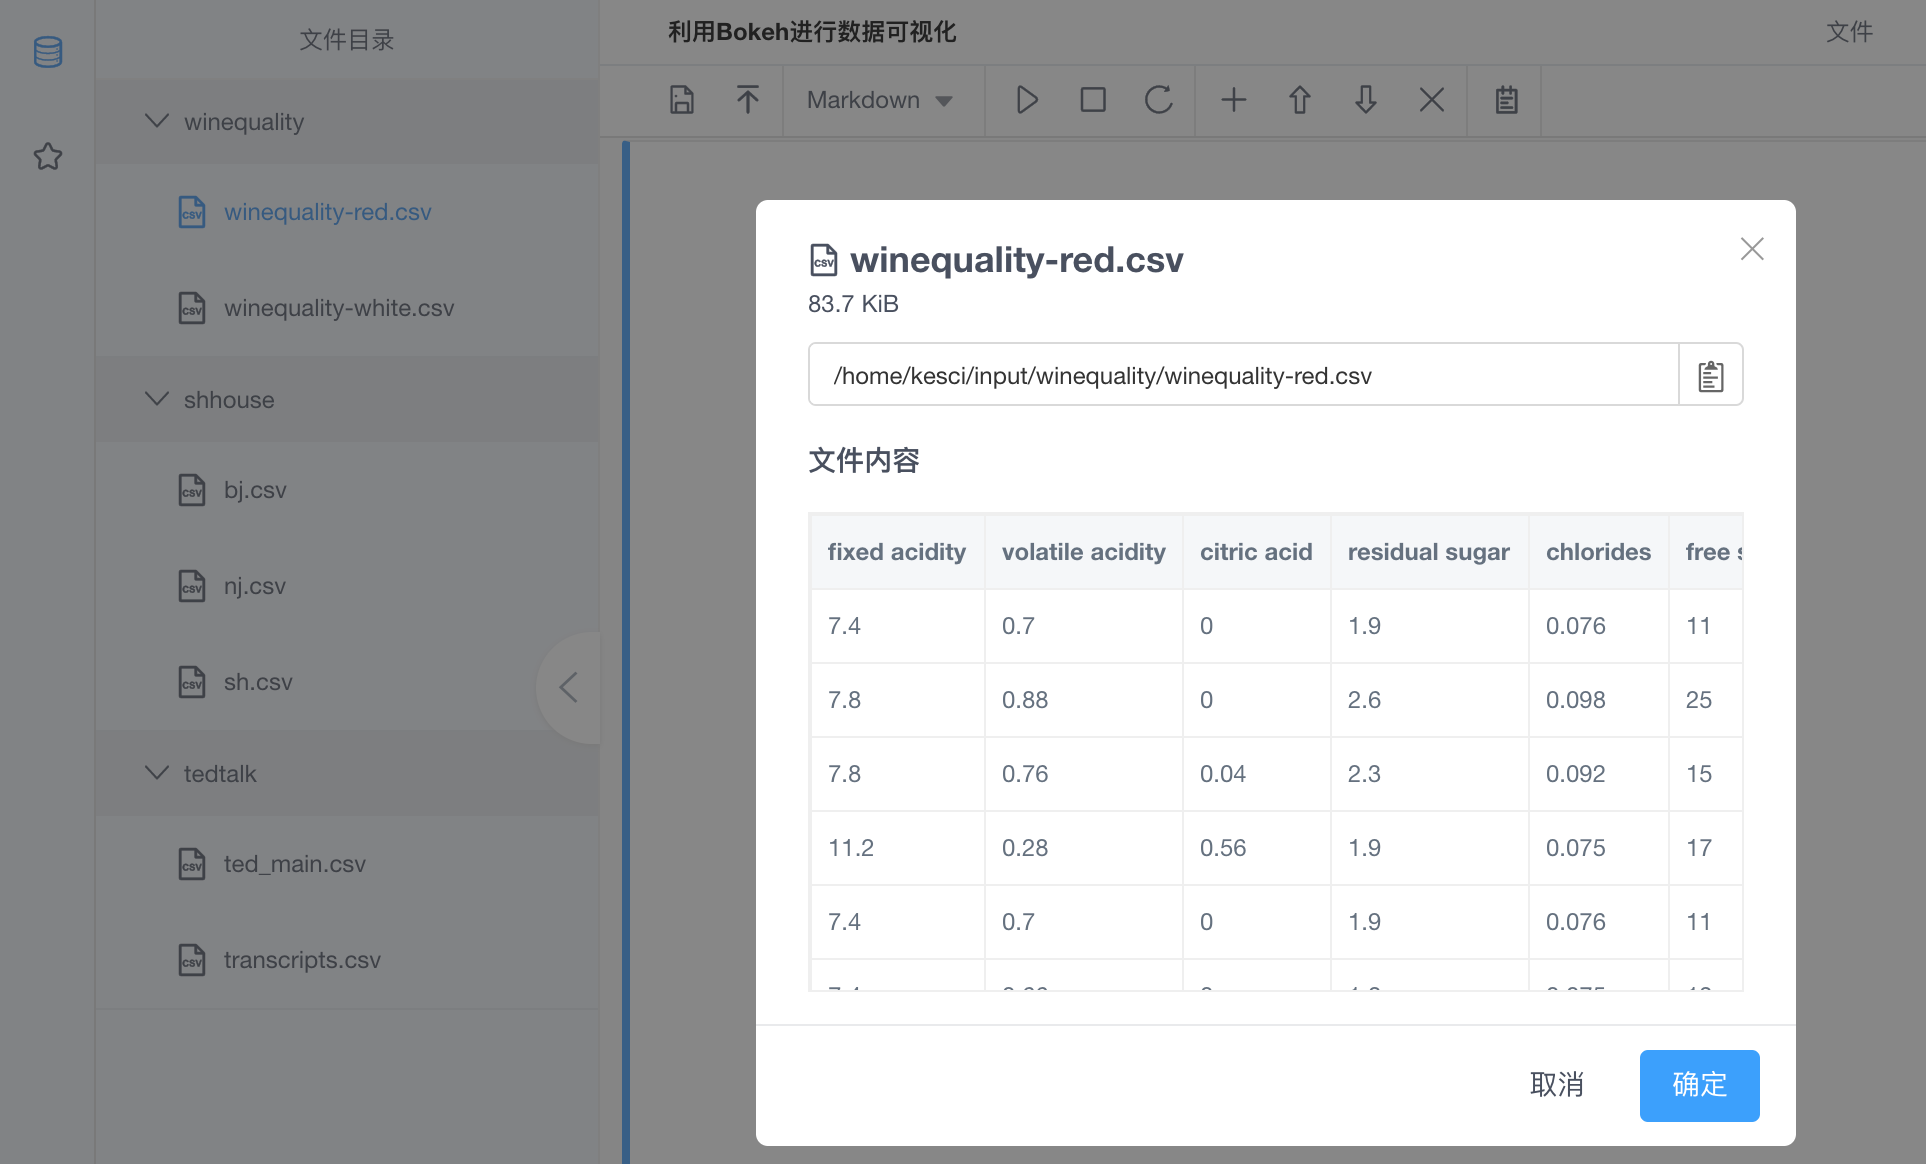 文件目录
winequality
winequality-red.csv
winequality-white.csv
shhouse
bj.csv
nj.csv
sh.csv
tedtalk
ted_main.csv
transcripts.csv
利用Bokeh进行数据可视化
文件
Markdown
winequality-red.csv
83.7 KiB
/home/kesci/input/winequality/winequality-red.csv
文件内容
fixed acidity volatile acidity citric acid residual sugar chlorides free
7.4 0.7 0 1.9 0.076 11
7.8 0.88 0 2.6 0.098 25
7.8 0.76 0.04 2.3 0.092 15
11.2 0.28 0.56 1.9 0.075 17
7.4 0.7 0 1.9 0.076 11
取消 确定